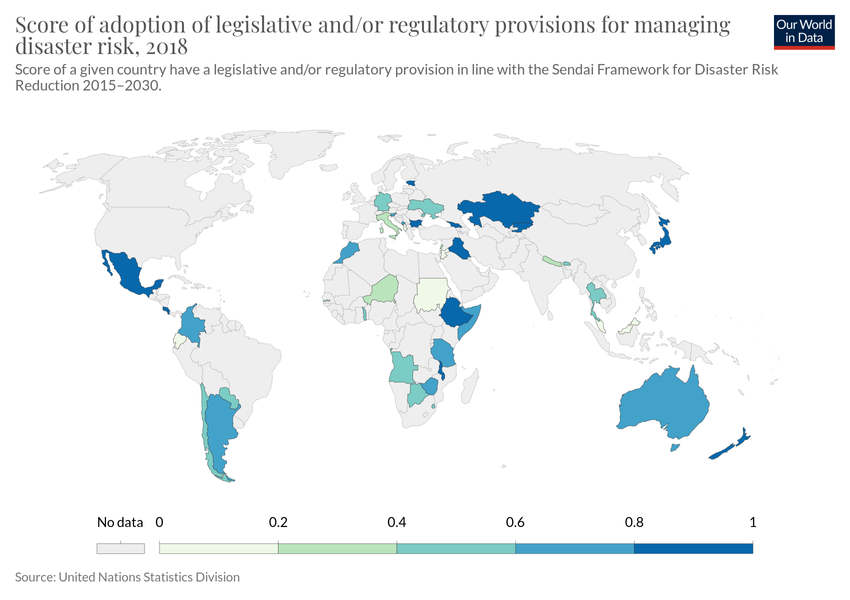 Score of adoption of legislative and/or regulatory provisions for managing
disaster risk, 2018
Our World
in Data
Score of a given country have a legislative and/or regulatory provision in line with the Sendai Framework for Disaster Risk
Reduction 2015–2030.
No data 0 0.2 0.4 0.6 0.8 1
Source: United Nations Statistics Division